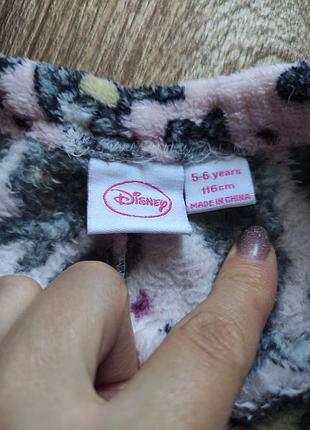 Disney
5-6 years
116cm
MADE IN CHINA